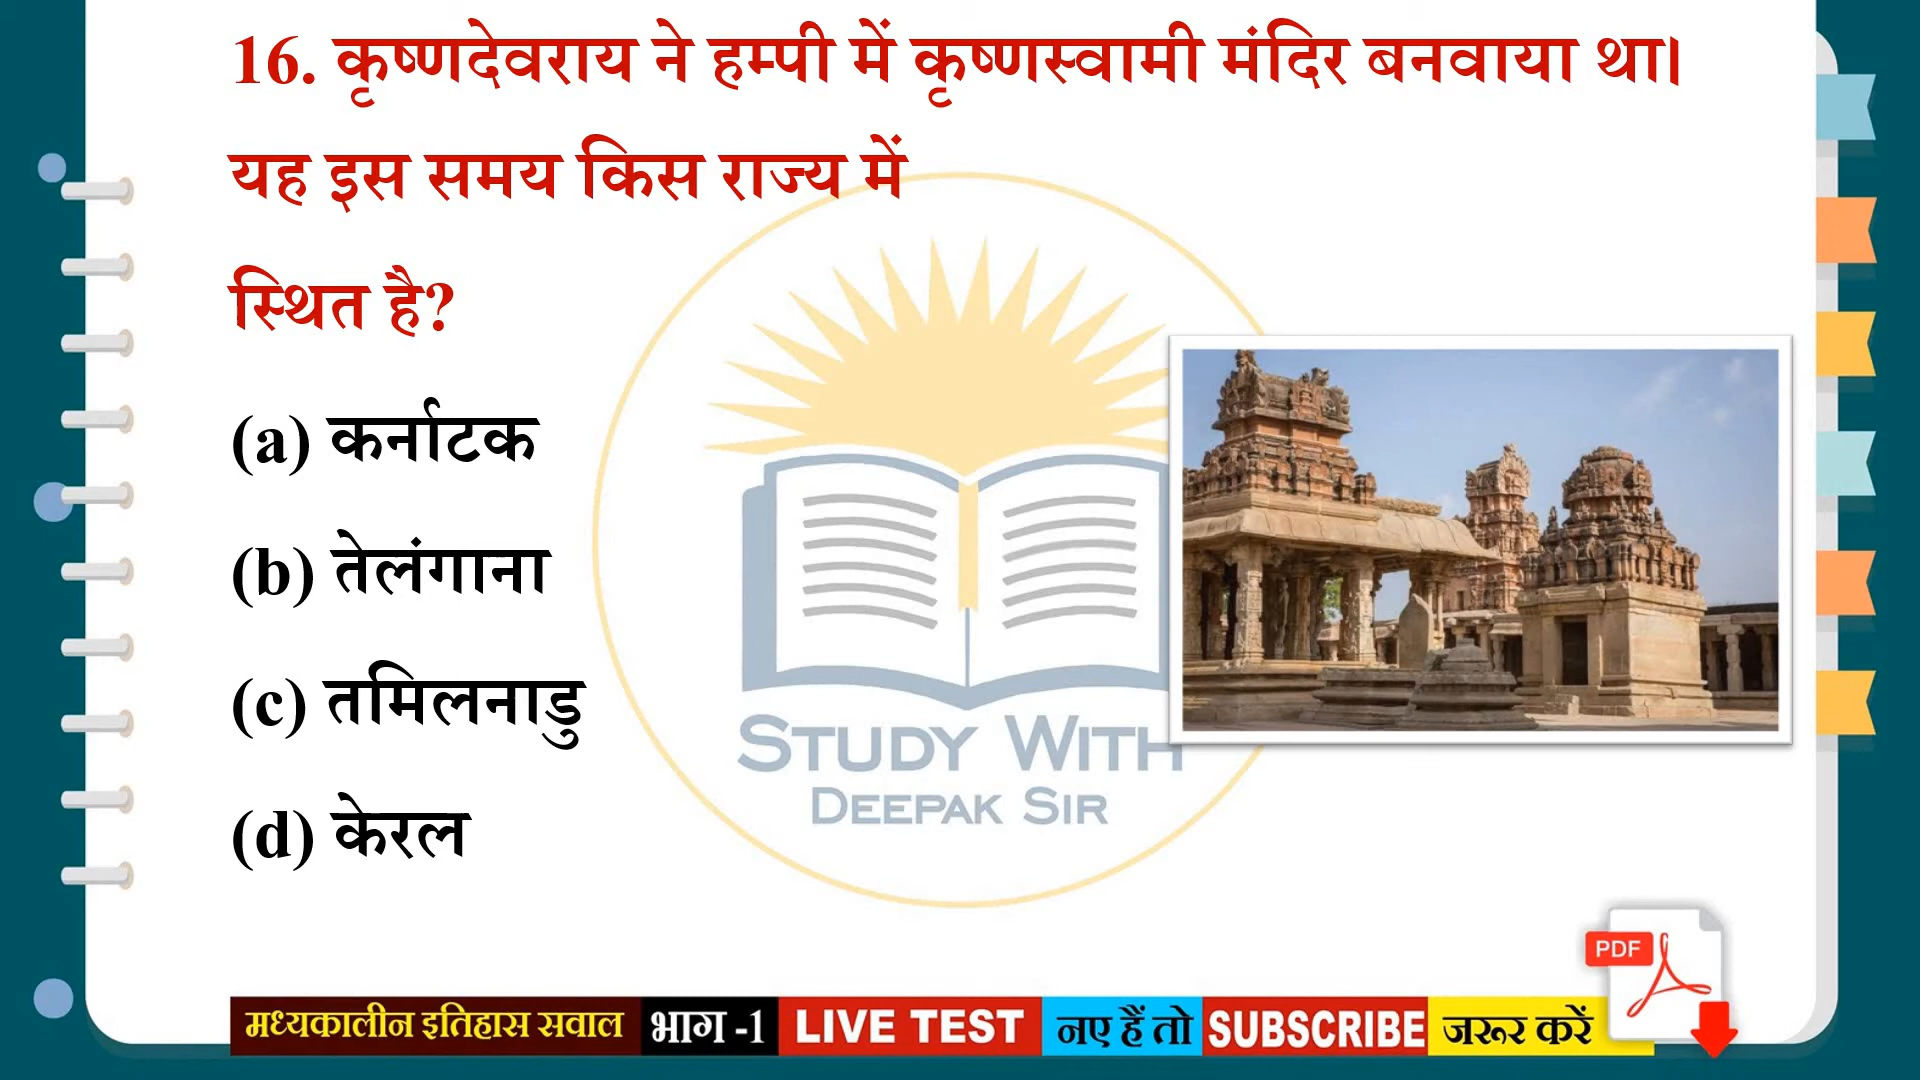 16. कृष्णदेवराय ने हम्पी में कृष्णस्वामी मंदिर बनवाया था।
यह इस समय किस राज्य में
स्थित है?
(a) कर्नाटक
(b) तेलंगाना
(c) तमिलनाडु
(d) केरल
STUDY WITH
DEEPAK SIR
PDF
मध्यकालीन इतिहास सवाल भाग -1 LIVE TEST नए हैं तो SUBSCRIBE जरूर करें